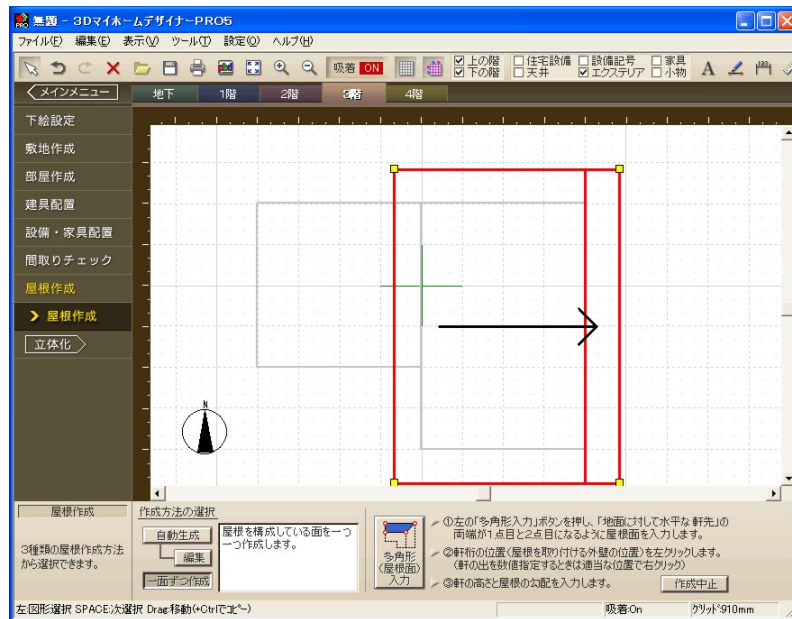 無題 - 3DマイホームデザイナーPRO5
ファイル(F) 編集(E) 表示(V) ツール(T) 設定(O) ヘルプ(H)
吸着 ON
上の階 住宅設備 設備記号 家具
下の階 天井 エクステリア 小物
メインメニュー 地下 1階 2階 3階 4階
下絵設定
敷地作成
部屋作成
建具配置
設備・家具配置
間取りチェック
屋根作成
屋根作成
立体化
N
屋根作成
3種類の屋根作成方法
から選択できます。
作成方法の選択
自動生成
編集
一面ずつ作成
屋根を構成している面を一つ
一つ作成します。
多角形
(屋根面)
入力
①左の「多角形入力」ボタンを押し、「地面に対して水平な軒先」の
両端が1点目と2点目になるように屋根面を入力します。
②軒桁の位置(屋根を取り付ける外壁の位置)を左クリックします。
(軒の出を数値指定するときは適当な位置で右クリック)
③軒の高さと屋根の勾配を入力します。
作成中止
左:図形選択 SPACE:次選択 Drag:移動(+Ctrlでコピー)
吸着:On
グリッド:910mm